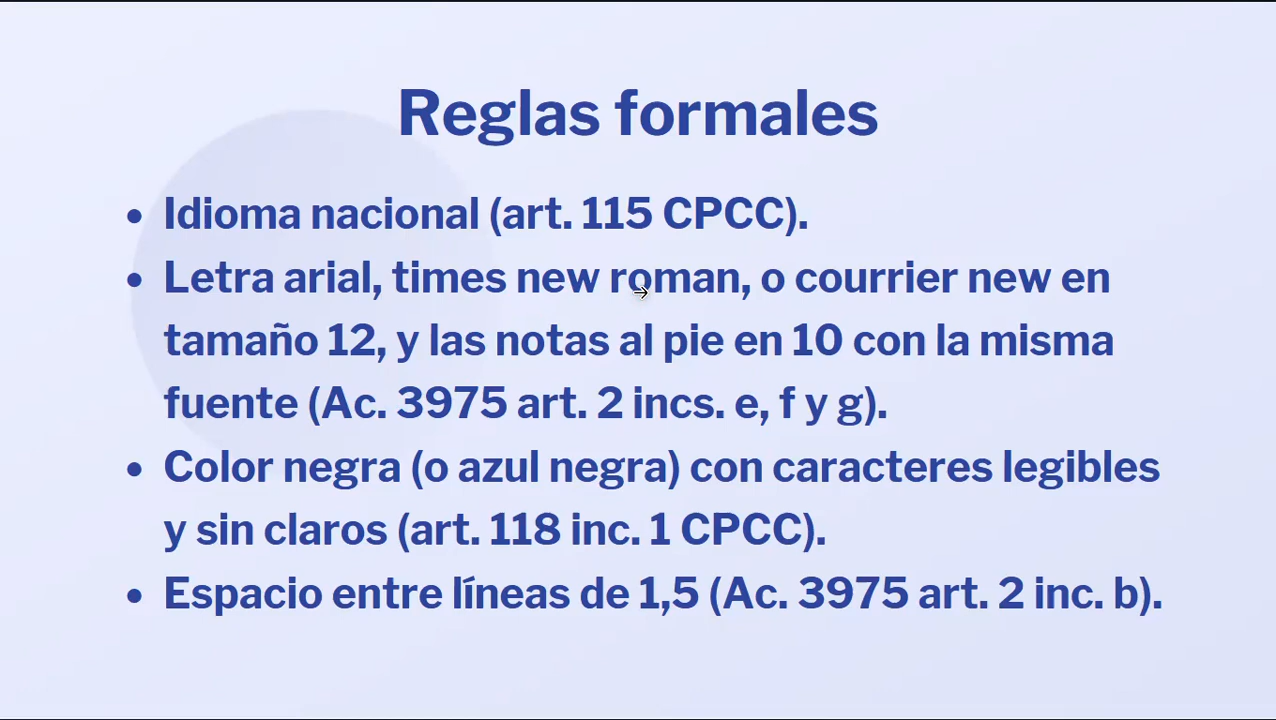 Reglas formales
• Idioma nacional (art. 115 CPCC).
• Letra arial, times new roman, o courrier new en
tamaño 12, y las notas al pie en 10 con la misma
fuente (Ac. 3975 art. 2 incs. e, f y g).
• Color negra (o azul negra) con caracteres legibles
y sin claros (art. 118 inc. 1 CPCC).
• Espacio entre líneas de 1,5 (Ac. 3975 art. 2 inc. b).